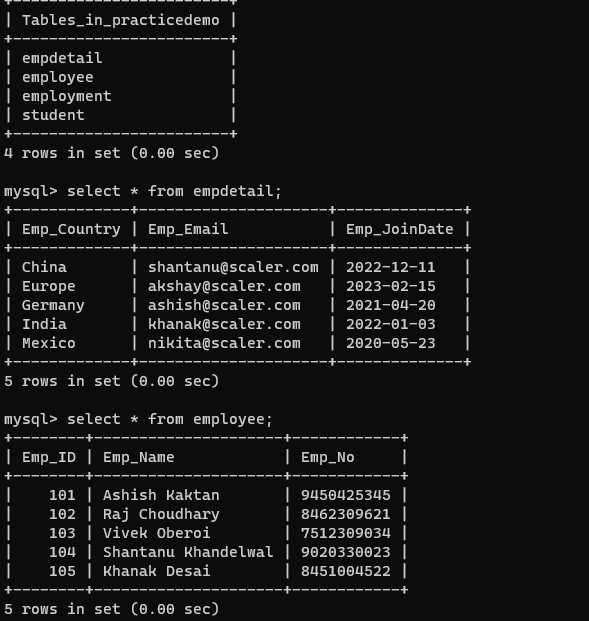 +------------------------+
| Tables_in_practicedemo |
+------------------------+
| empdetail              |
| employee               |
| employment             |
| student                |
+------------------------+
4 rows in set (0.00 sec)

mysql> select * from empdetail;
+-------------+---------------------+--------------+
| Emp_Country | Emp_Email           | Emp_JoinDate |
+-------------+---------------------+--------------+
| China       | shantanu@scaler.com | 2022-12-11   |
| Europe      | akshay@scaler.com   | 2023-02-15   |
| Germany     | ashish@scaler.com   | 2021-04-20   |
| India       | khanak@scaler.com   | 2022-01-03   |
| Mexico      | nikita@scaler.com   | 2020-05-23   |
+-------------+---------------------+--------------+
5 rows in set (0.00 sec)

mysql> select * from employee;
+--------+---------------------+------------+
| Emp_ID | Emp_Name            | Emp_No     |
+--------+---------------------+------------+
|    101 | Ashish Kaktan       | 9450425345 |
|    102 | Raj Choudhary       | 8462309621 |
|    103 | Vivek Oberoi        | 7512309034 |
|    104 | Shantanu Khandelwal | 9020330023 |
|    105 | Khanak Desai        | 8451004522 |
+--------+---------------------+------------+
5 rows in set (0.00 sec)